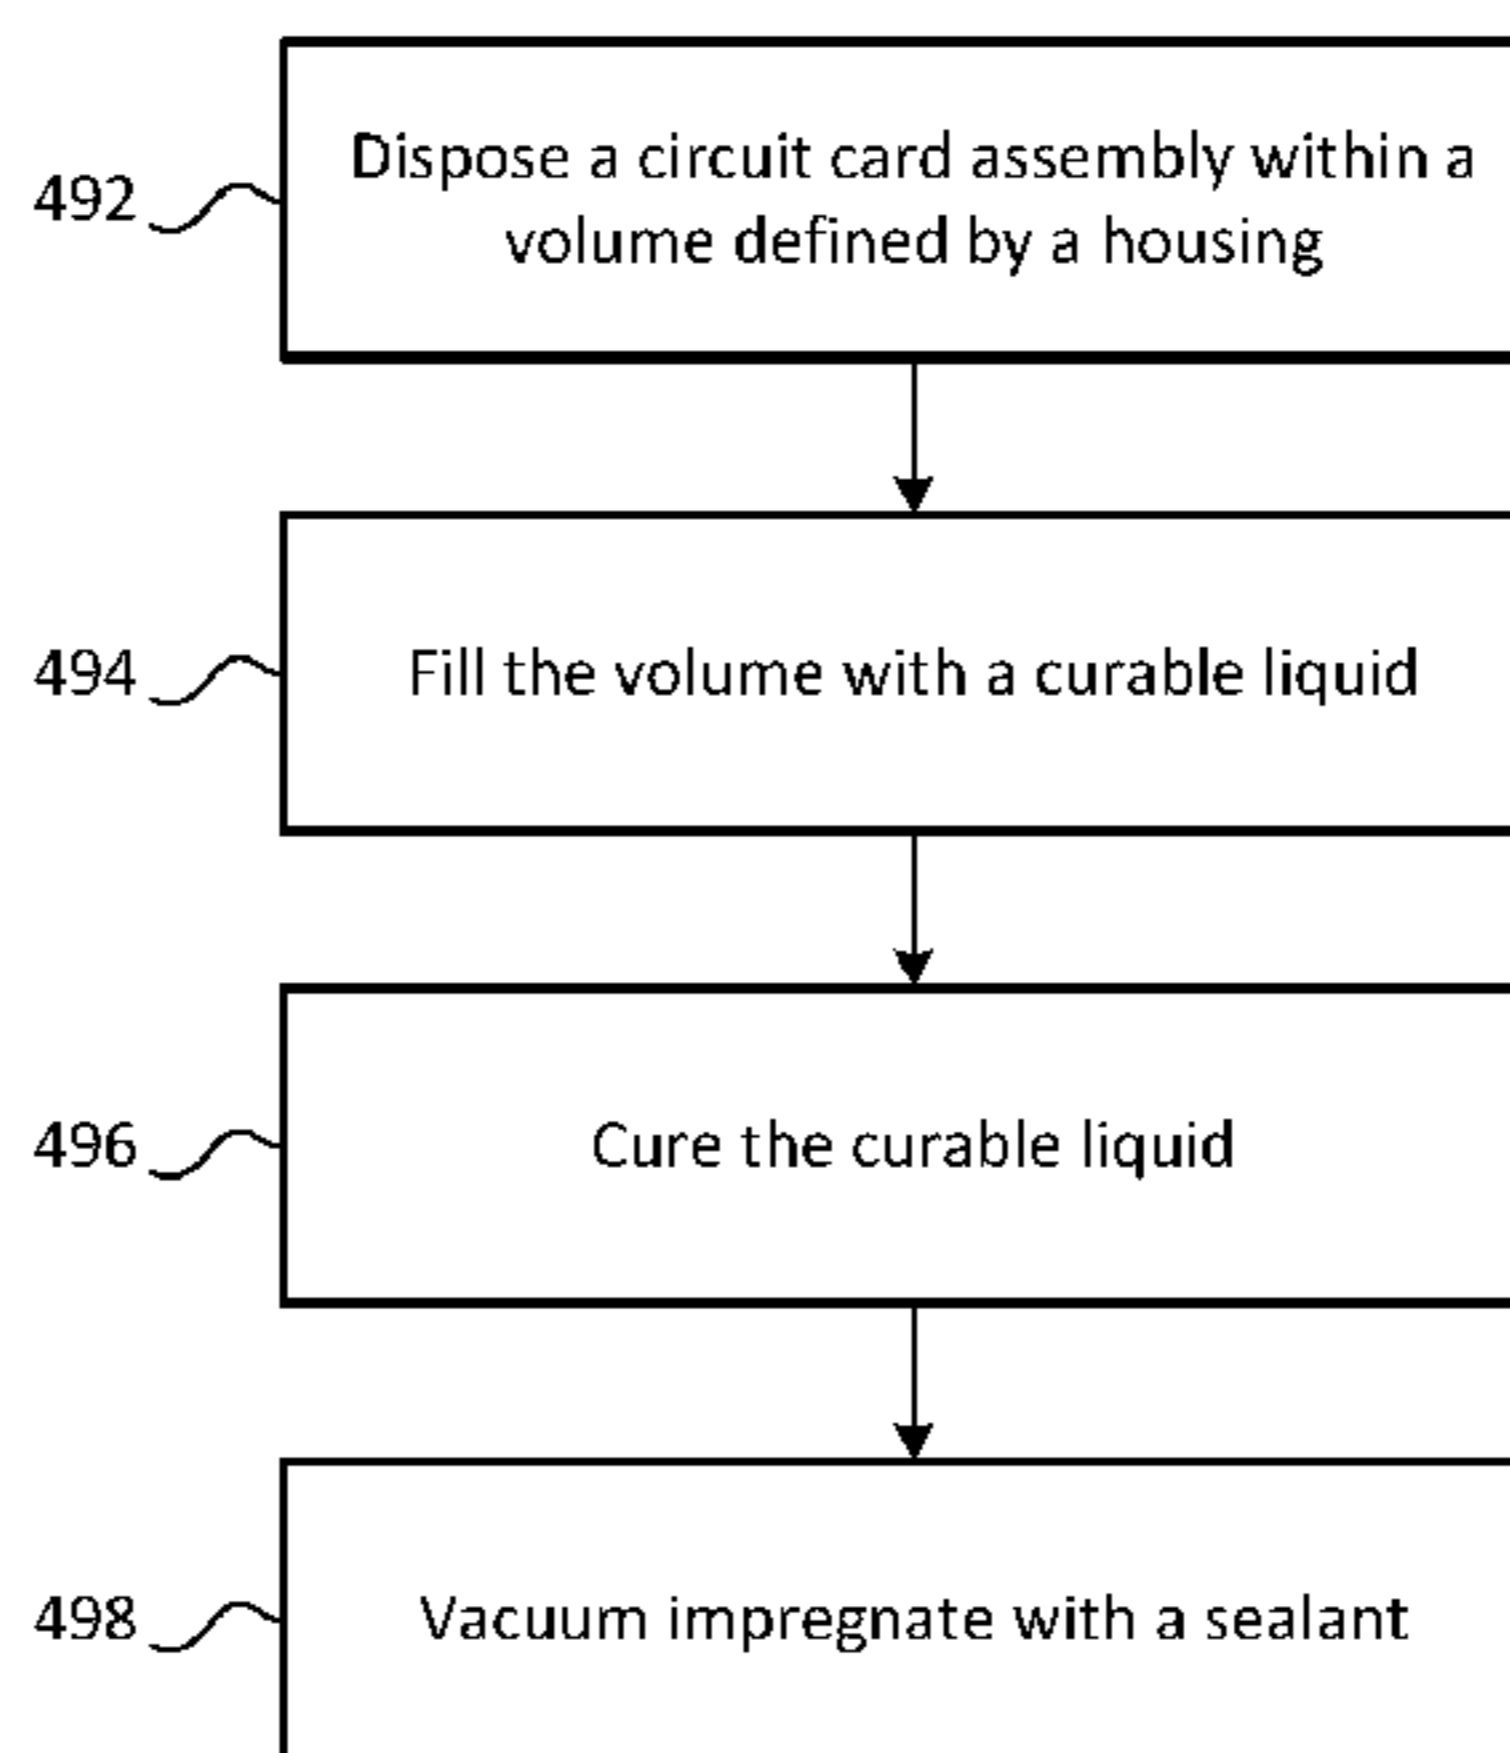 492
Dispose a circuit card assembly within a
volume defined by a housing
494
Fill the volume with a curable liquid
496
Cure the curable liquid
498
Vacuum impregnate with a sealant